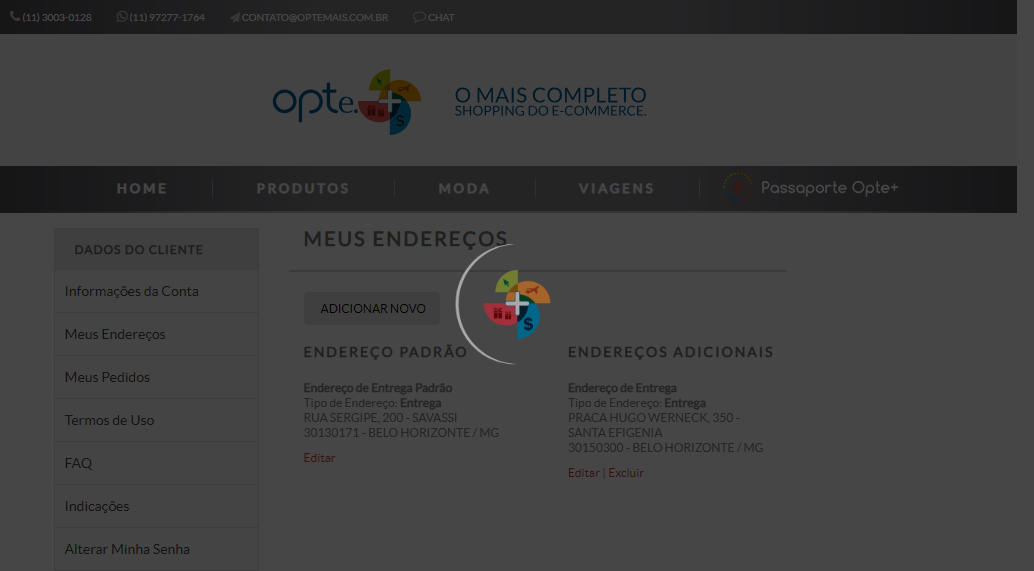 (11) 3003-0128 (11) 97277-1764 CONTATO@OPTEMAIS.COM.BR CHAT
opte.+
O MAIS COMPLETO
SHOPPING DO E-COMMERCE.
HOME PRODUTOS MODA VIAGENS Passaporte Opte+
DADOS DO CLIENTE
Informações da Conta
Meus Endereços
Meus Pedidos
Termos de Uso
FAQ
Indicações
Alterar Minha Senha
MEUS ENDEREÇOS
ADICIONAR NOVO
ENDEREÇO PADRÃO
Endereço de Entrega Padrão
Tipo de Endereço: Entrega
RUA SERGIPE, 200 - SAVASSI
30130171 - BELO HORIZONTE / MG
Editar
ENDEREÇOS ADICIONAIS
Endereço de Entrega
Tipo de Endereço: Entrega
PRACA HUGO WERNECK, 350 -
SANTA EFIGENIA
30150300 - BELO HORIZONTE / MG
Editar | Excluir